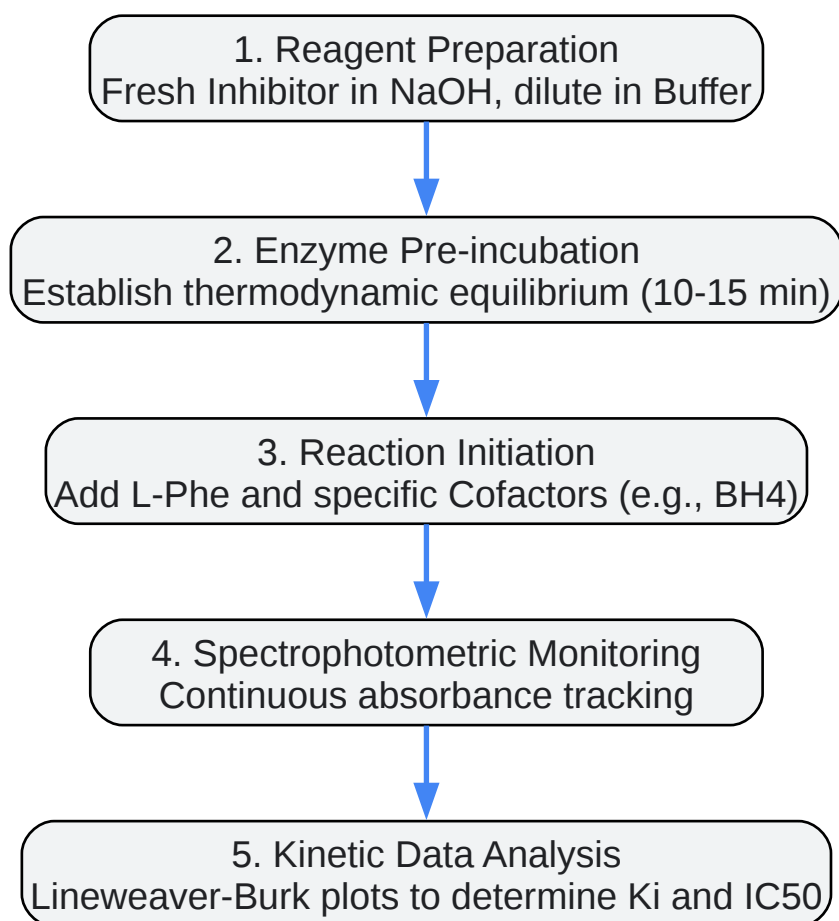 1. Reagent Preparation
Fresh Inhibitor in NaOH, dilute in Buffer
2. Enzyme Pre-incubation
Establish thermodynamic equilibrium (10-15 min)
3. Reaction Initiation
Add L-Phe and specific Cofactors (e.g., BH4)
4. Spectrophotometric Monitoring
Continuous absorbance tracking
5. Kinetic Data Analysis
Lineweaver-Burk plots to determine Ki and IC50